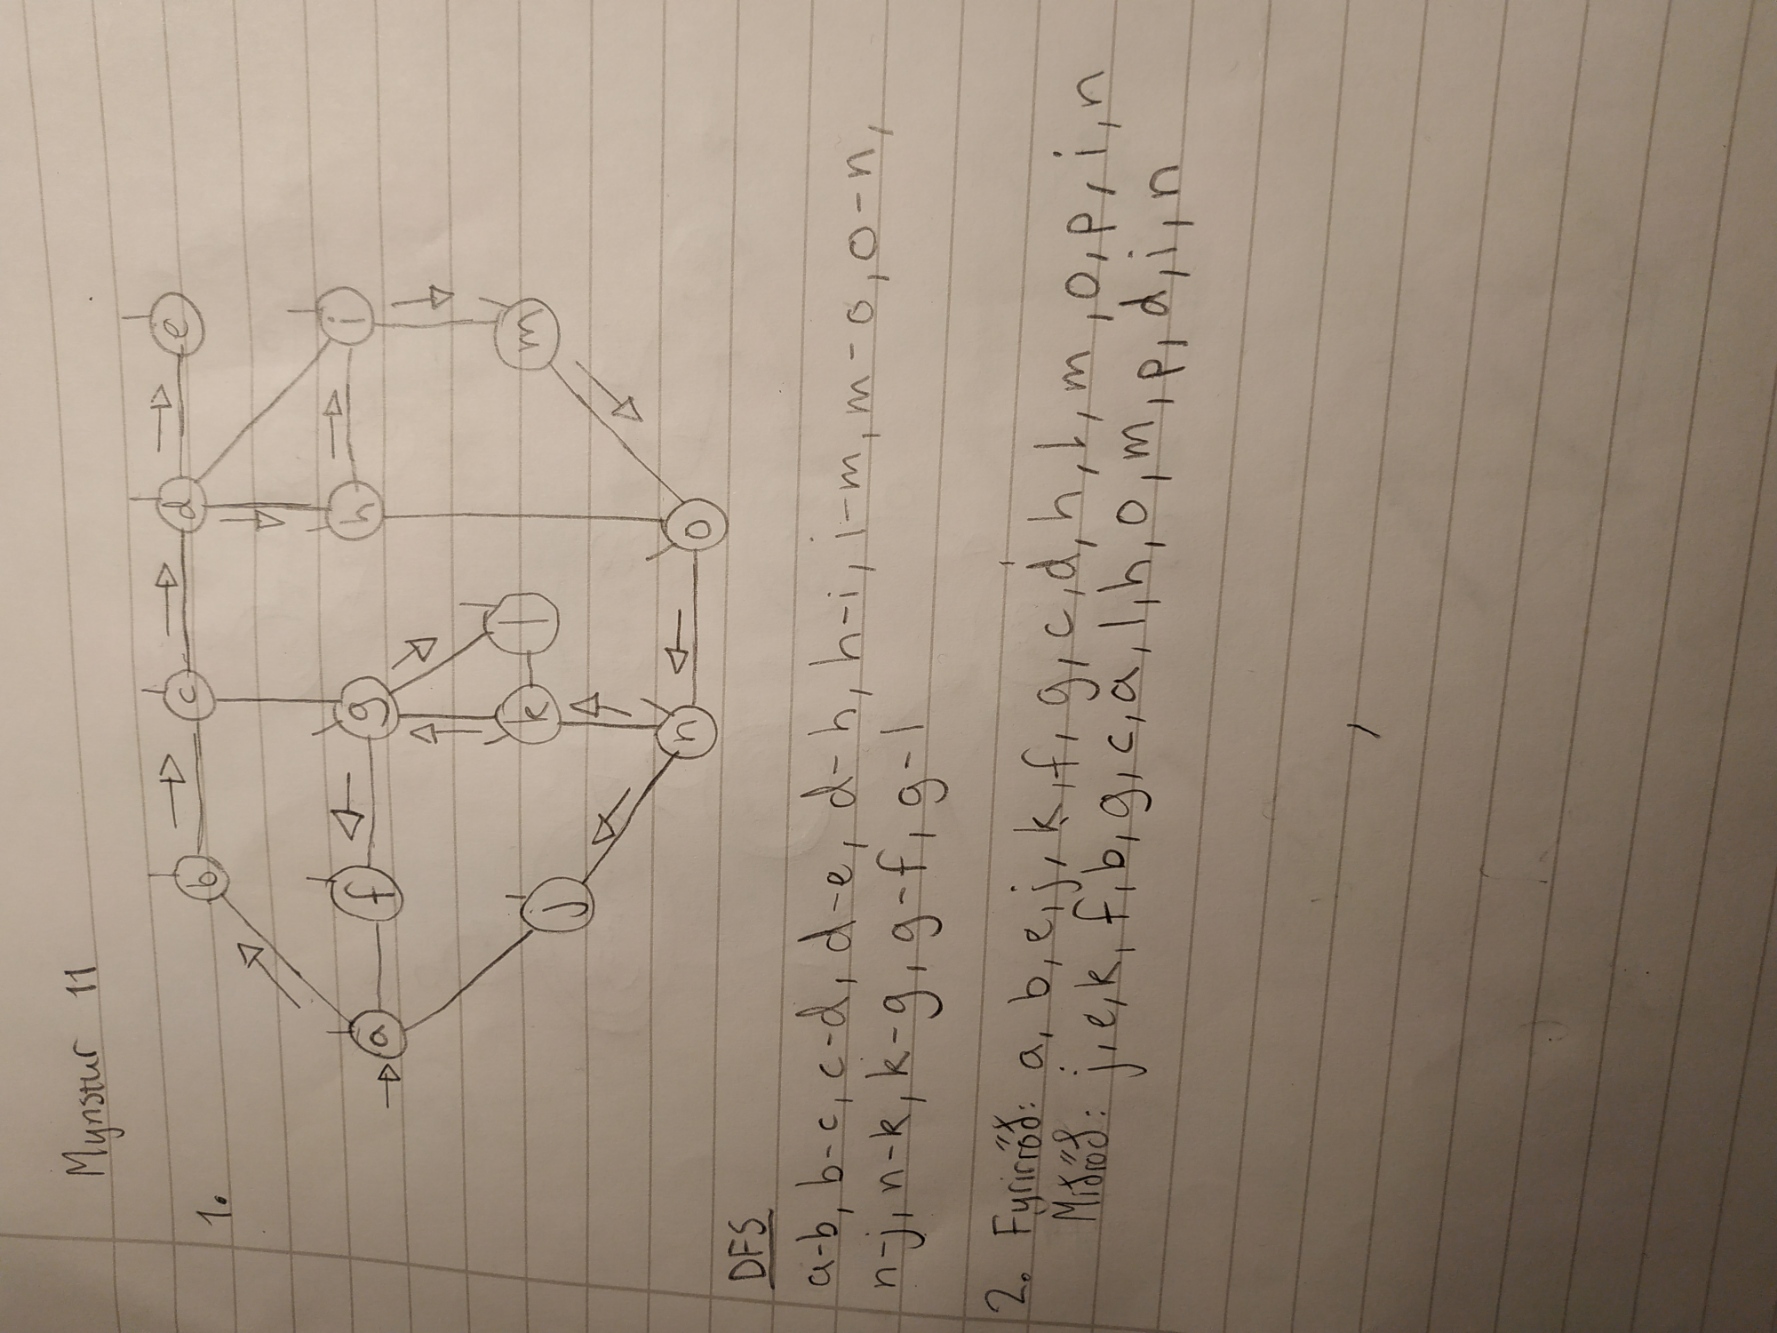 Mynstur 11
1.
b c d e
a f g h i
j k l m
n o
DFS
a-b, b-c, c-d, d-e, d-h, h-i, i-m, m-o, o-n,
n-j, n-k, k-g, g-f, g-l
2. Fyrirröð: a, b, e, j, k, f, g, c, d, h, l, m, o, p, i, n
Miðröð: j, e, k, f, b, g, c, a, l, h, o, m, p, d, i, n